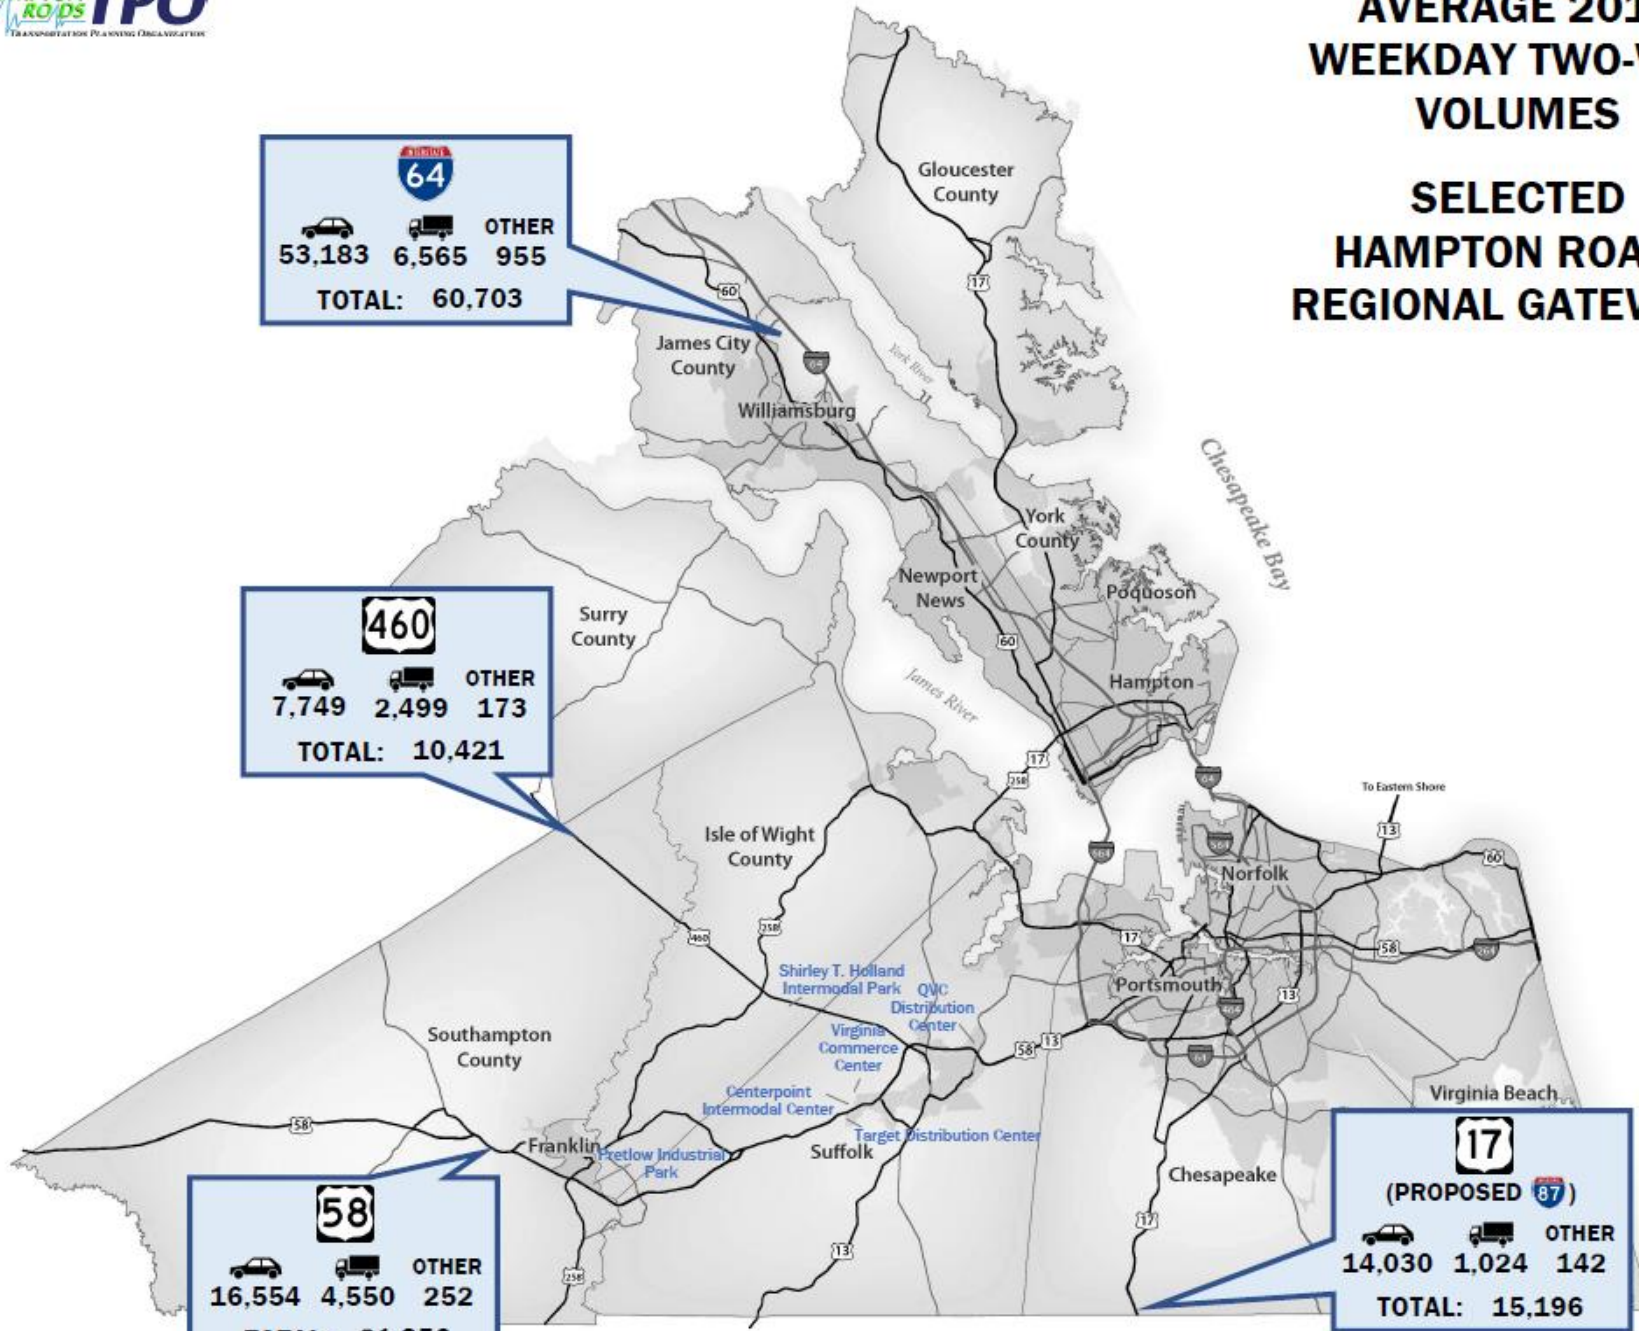 ROADS TPO
TRANSPORTATION PLANNING ORGANIZATION
AVERAGE 201
WEEKDAY TWO-
VOLUMES
SELECTED
HAMPTON ROA
REGIONAL GATEW
INTERSTATE
64
OTHER
53,183 6,565 955
TOTAL: 60,703
Gloucester
County
17
60
James City
County
64
York River
Williamsburg
Chesapeake Bay
York
County
Newport
News
Poquoson
60
Hampton
James River
460
OTHER
7,749 2,499 173
TOTAL: 10,421
Surry
County
17
258
64
To Eastern Shore
13
Isle of Wight
County
664
564
Norfolk
60
258
460
17
58
264
Shirley T. Holland
Intermodal Park
QVC
Distribution
Center
Portsmouth
13
464
Virginia
Commerce
Center
Southampton
County
58
13
64
Centerpoint
Intermodal Center
Virginia Beach
58
Franklin
Pretlow Industrial
Park
Target Distribution Center
Suffolk
Chesapeake
17
13
258
58
OTHER
16,554 4,550 252
17
(PROPOSED 87)
OTHER
14,030 1,024 142
TOTAL: 15,196